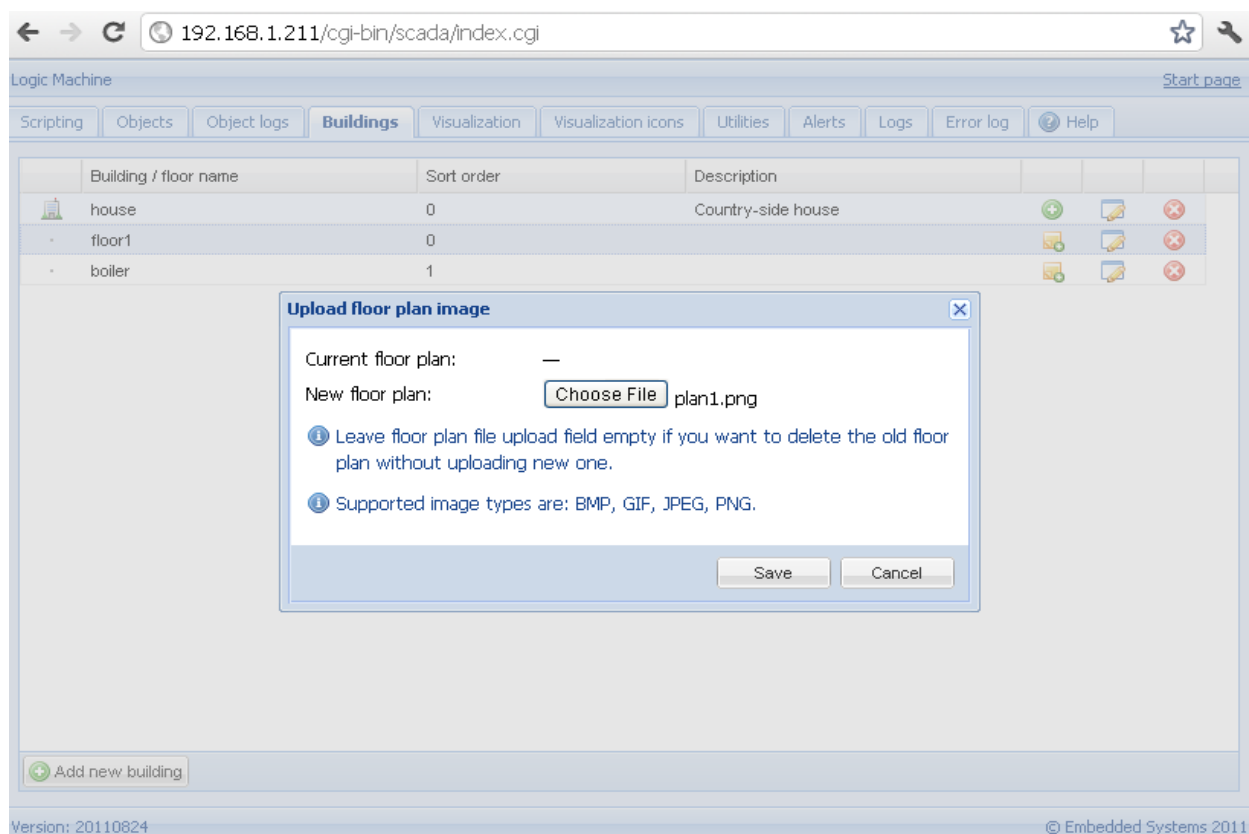 192.168.1.211/cgi-bin/scada/index.cgi
Logic Machine Start page
Scripting Objects Object logs Buildings Visualization Visualization icons Utilities Alerts Logs Error log Help
Building / floor name Sort order Description
house 0 Country-side house
floor1 0
boiler 1
Upload floor plan image
Current floor plan: —
New floor plan: Choose File plan1.png
Leave floor plan file upload field empty if you want to delete the old floor
plan without uploading new one.
Supported image types are: BMP, GIF, JPEG, PNG.
Save Cancel
Add new building
Version: 20110824 © Embedded Systems 2011